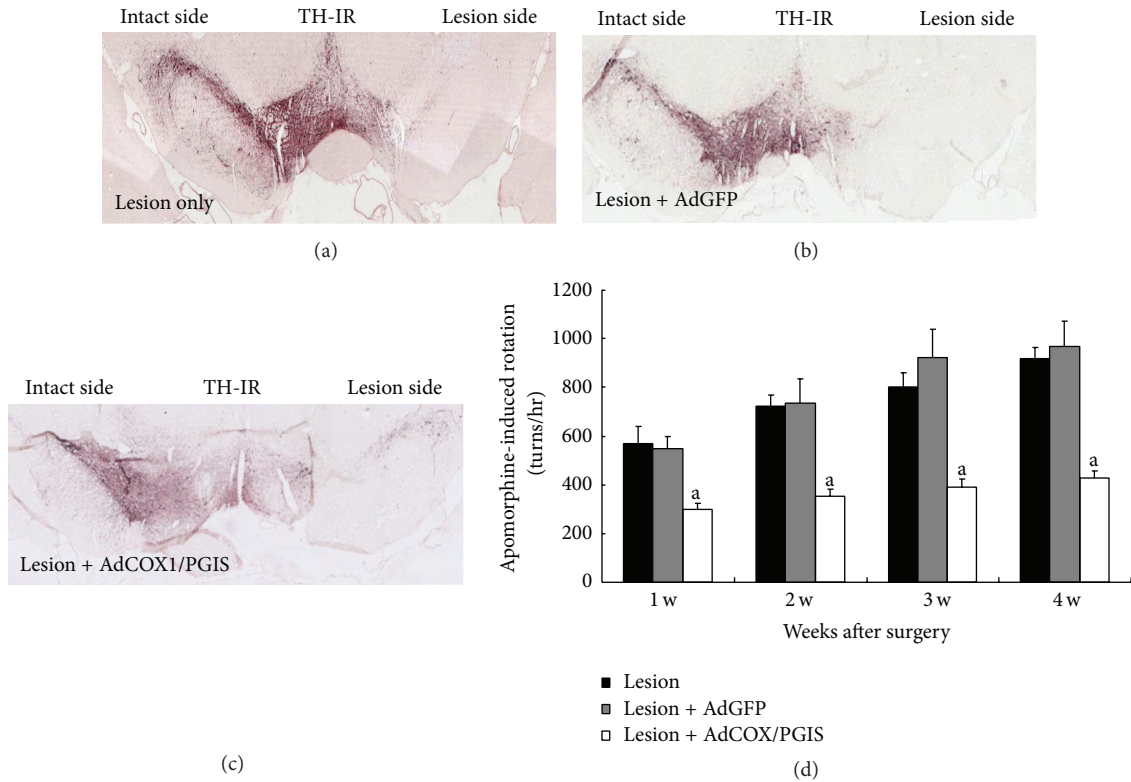 Intact side TH-IR Lesion side
Lesion only
(a)
Intact side TH-IR Lesion side
Lesion + AdGFP
(b)
Intact side TH-IR Lesion side
Lesion + AdCOX1/PGIS
(c)
Apomorphine-induced rotation
(turns/hr)
1200
1000
800
600
400
200
0
a
a
a
a
1 w 2 w 3 w 4 w
Weeks after surgery
Lesion
Lesion + AdGFP
Lesion + AdCOX/PGIS
(d)